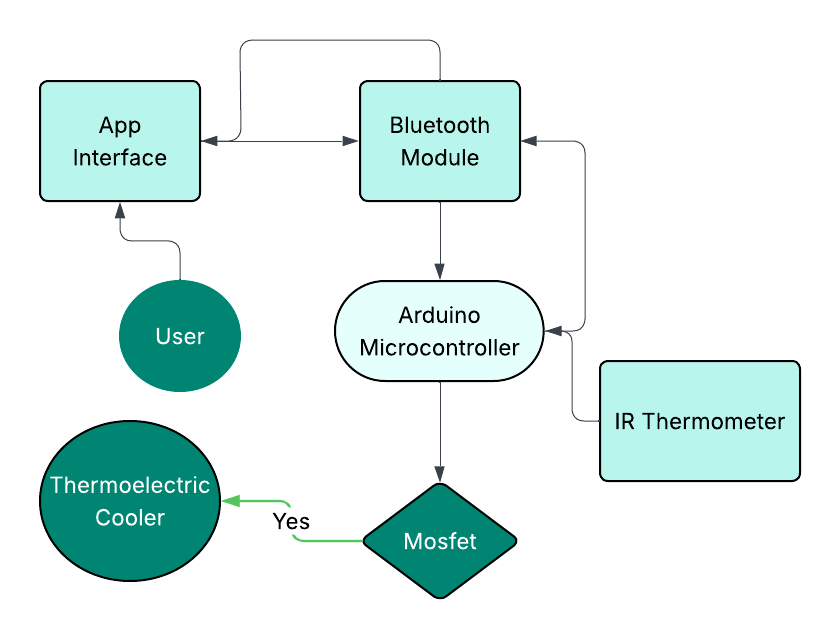 App
Interface
Bluetooth
Module
User
Arduino
Microcontroller
IR Thermometer
Thermoelectric
Cooler
Yes
Mosfet